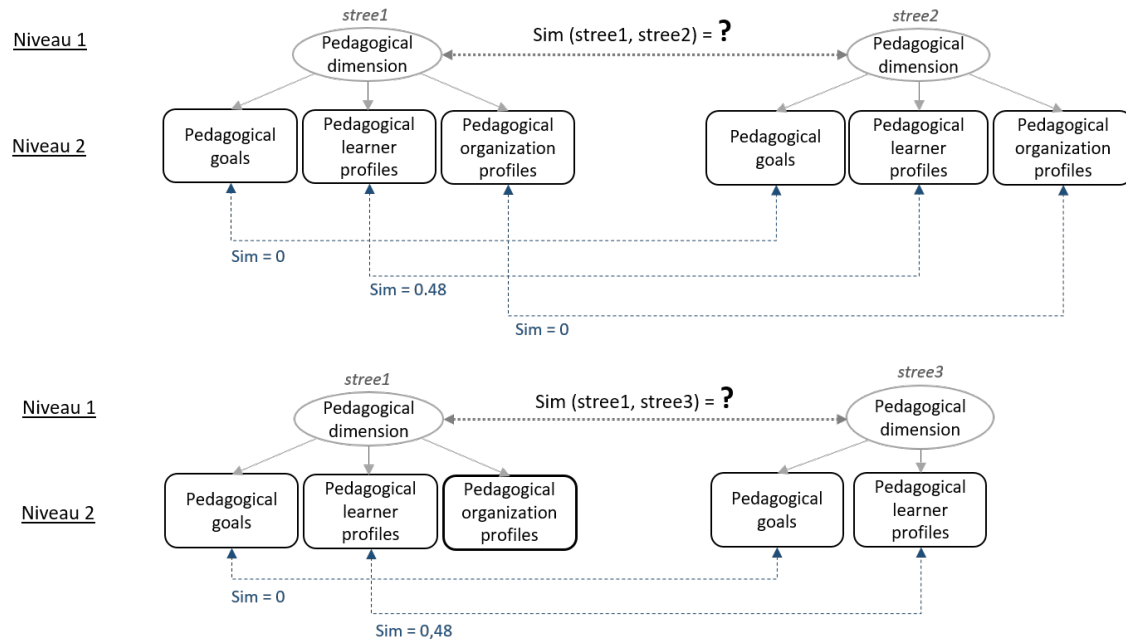 stree1
stree2
Niveau 1
Pedagogical
dimension
Sim (stree1, stree2) = ?
Pedagogical
dimension
Niveau 2
Pedagogical
goals
Pedagogical
learner
profiles
Pedagogical
organization
profiles
Pedagogical
goals
Pedagogical
learner
profiles
Pedagogical
organization
profiles
Sim = 0
Sim = 0.48
Sim = 0
stree1
stree3
Niveau 1
Pedagogical
dimension
Sim (stree1, stree3) = ?
Pedagogical
dimension
Niveau 2
Pedagogical
goals
Pedagogical
learner
profiles
Pedagogical
organization
profiles
Pedagogical
goals
Pedagogical
learner
profiles
Sim = 0
Sim = 0,48